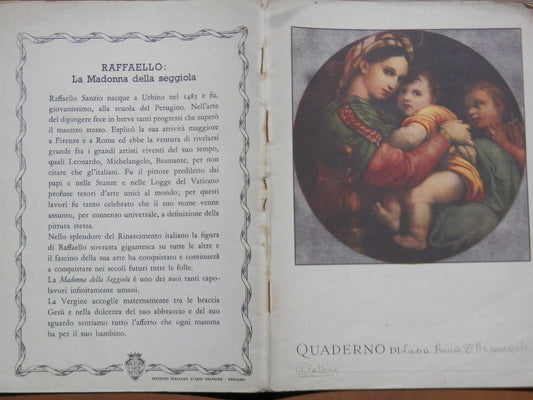 RAFFAELLO:
La Madonna della seggiola
Raffaello Sanzio nacque a Urbino nel 1483 e fu,
giovanissimo, alla scuola del Perugino. Nell'arte
del dipingere fece in breve tanti progressi che superò
il maestro stesso. Esplicò la sua attività maggiore
a Firenze e a Roma ed ebbe la ventura di rivelarsi
grande fra i grandi artisti viventi del suo tempo,
quali Leonardo, Michelangelo, Bramante, per non
citare che gl'italiani. Fu il pittore prediletto dai
papi e nelle Stanze e nelle Logge del Vaticano
profuse tesori d'arte unici al mondo; per questi
lavori fu tanto celebrato che il suo nome venne
assunto, per consenso universale, a definizione della
pittura stessa.
Nello splendore del Rinascimento italiano la figura
di Raffaello sovrasta gigantesca su tutte le altre e
il fascino della sua arte ha conquistato e continuerà
a conquistare nei secoli futuri tutte le folle.
La Madonna della Seggiola è uno dei suoi tanti capo-
lavori infinitamente umani.
La Vergine accoglie maternamente tra le braccia
Gesù e nella dolcezza del suo abbraccio e del suo
sguardo sentiamo tutto l'affetto che ogni mamma
ha per il suo bambino.
ISTITUTO ITALIANO D'ARTI GRAFICHE - BERGAMO
QUADERNO DI Lucia Anna D'Arcangelo